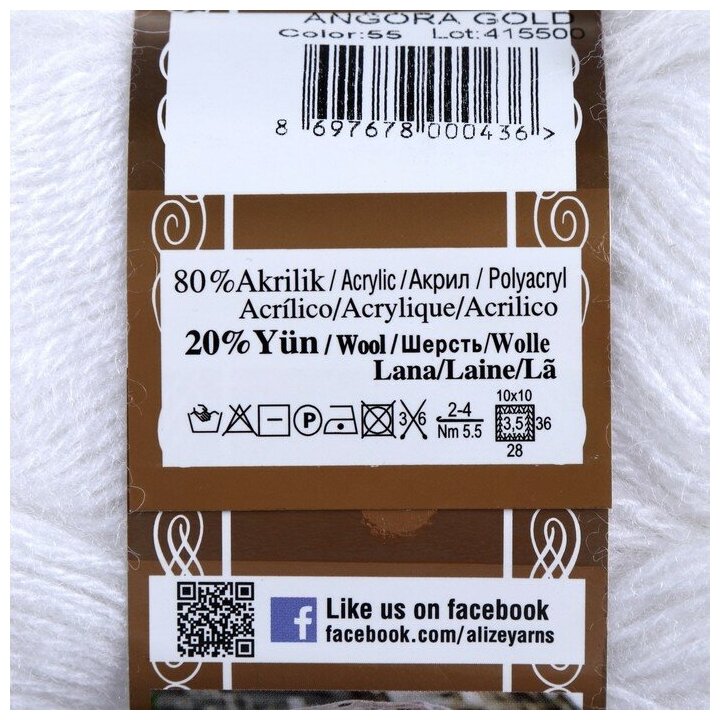 ANGORA GOLD
Color:55 Lot:415500
8 697678 000436 >
80%Akrilik / Acrylic / Акрил / Polyacryl
Acrílico/Acrylique/Acrilico
20%Yün / Wool / Шерсть/Wolle
Lana/Laine/Lã
P 3 6 2-4 Nm 5.5 10x10 3,5 36 28
Like us on facebook
facebook.com/alizeyarns